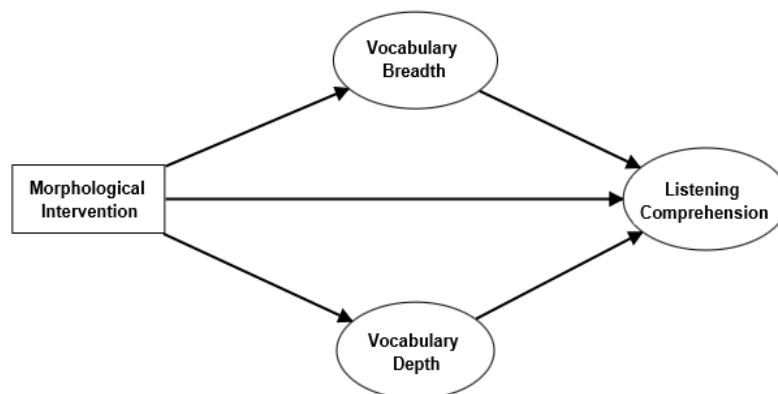 Vocabulary
Breadth
Morphological
Intervention
Listening
Comprehension
Vocabulary
Depth